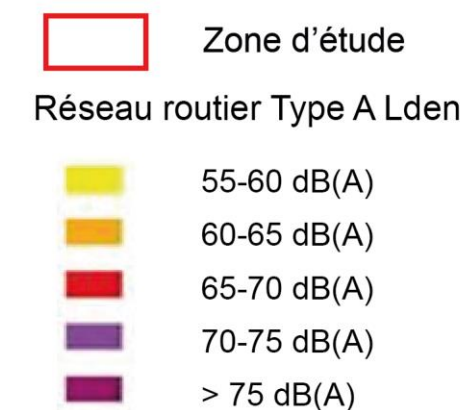 Zone d'étude
Réseau routier Type A Lden
55-60 dB(A)
60-65 dB(A)
65-70 dB(A)
70-75 dB(A)
> 75 dB(A)